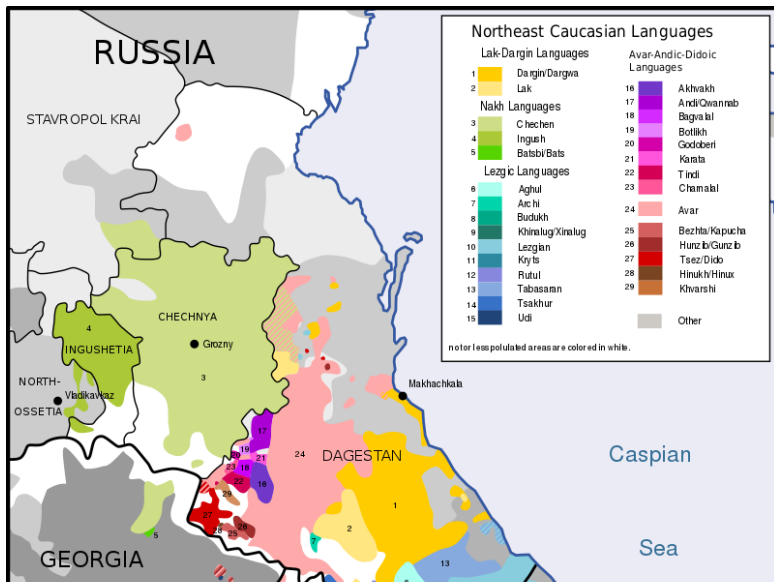 RUSSIA
STAVROPOL KRAI
CHECHNYA
Grozny
3
4
INGUSHETIA
NORTH-
OSSETIA
Vladikavkaz
Makhachkala
DAGESTAN
24
17
19
20
21
23
18
22
16
29
27
28
25
26
1
2
7
13
5
GEORGIA
Caspian
Sea
Northeast Caucasian Languages
Lak-Dargin Languages
1 Dargin/Dargwa
2 Lak
Nakh Languages
3 Chechen
4 Ingush
5 Batsbi/Bats
Lezgic Languages
6 Aghul
7 Archi
8 Budukh
9 Khinalug/Xinalug
10 Lezgian
11 Kryts
12 Rutul
13 Tabasaran
14 Tsakhur
15 Udi
Avar-Andic-Didoic
Languages
16 Akhvakh
17 Andi/Qwannab
18 Bagvalal
19 Botlikh
20 Godoberi
21 Karata
22 Tindi
23 Chamalal
24 Avar
25 Bezhta/Kapucha
26 Hunzib/Gunzib
27 Tsez/Dido
28 Hinukh/Hinux
29 Khvarshi
Other
not or less polulated areas are colored in white.